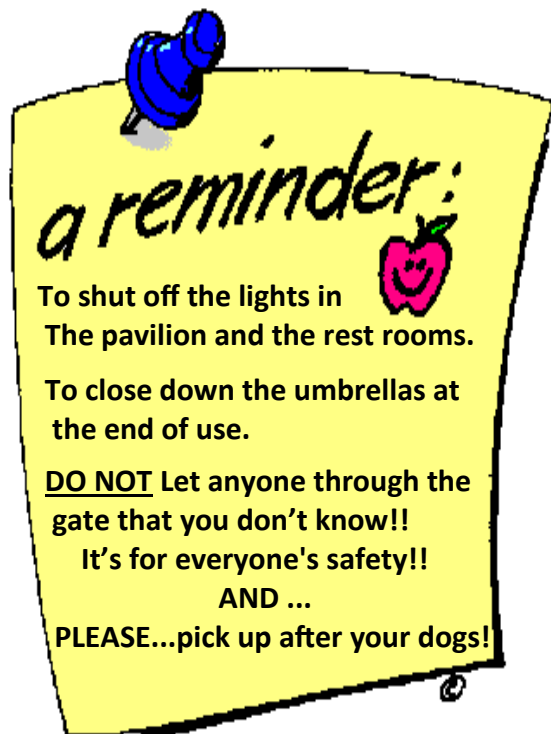 a reminder:
To shut off the lights in
The pavilion and the rest rooms.
To close down the umbrellas at
the end of use.
DO NOT Let anyone through the
gate that you don’t know!!
It’s for everyone's safety!!
AND ...
PLEASE...pick up after your dogs!
©